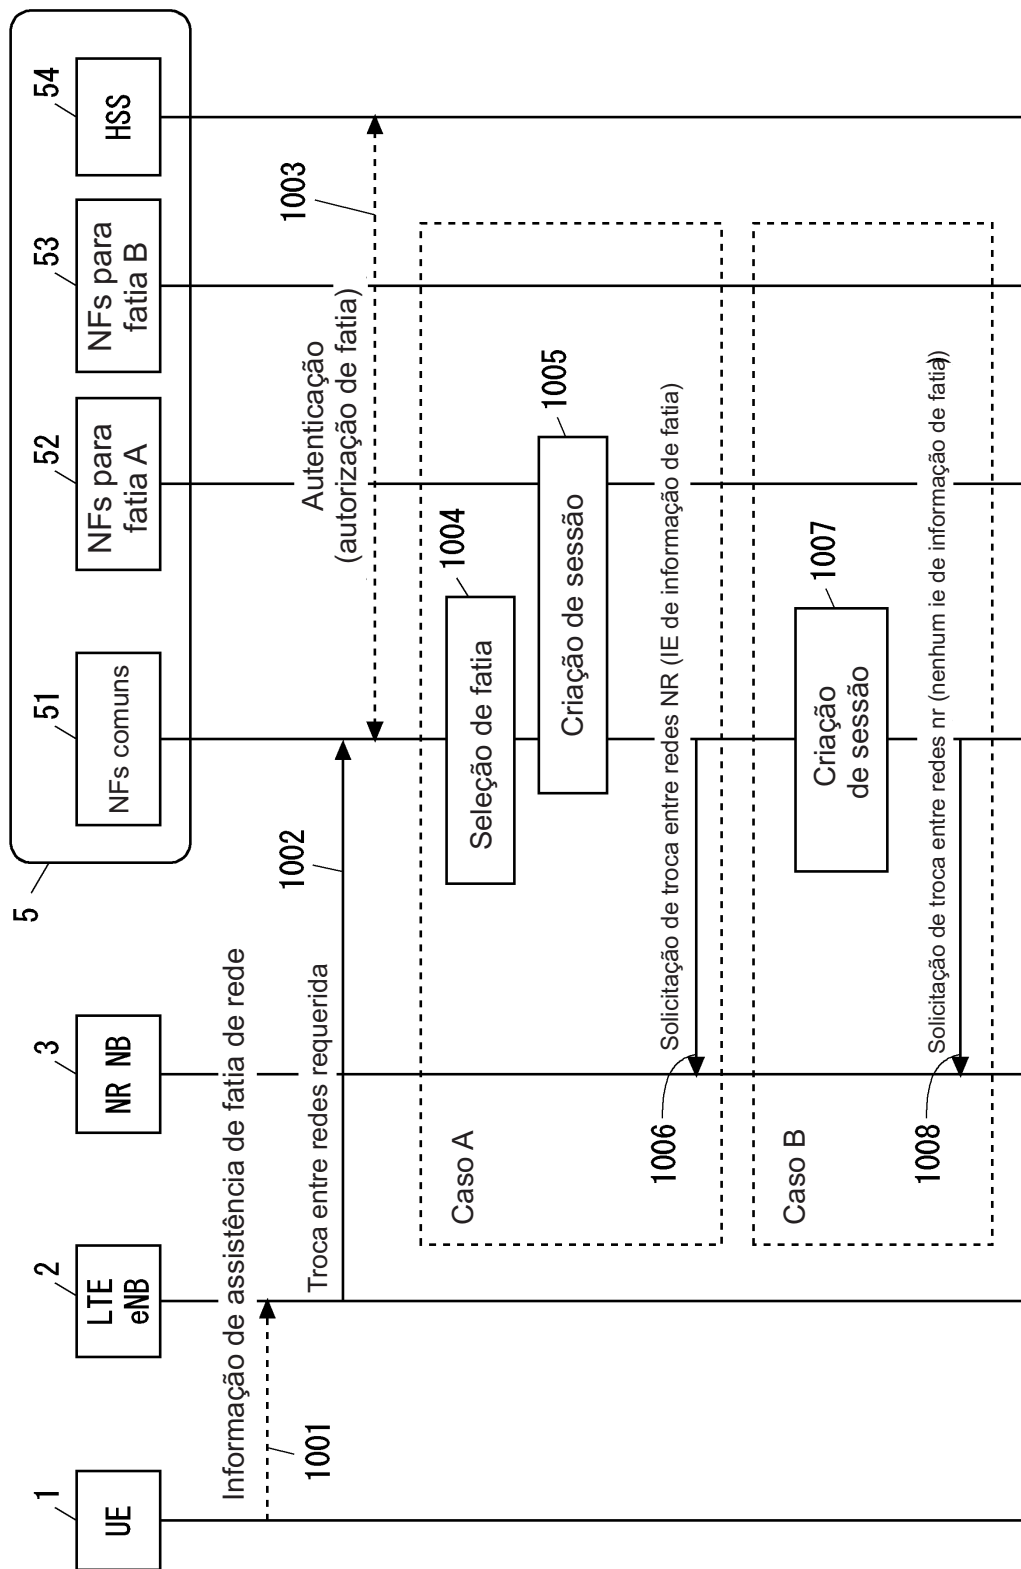 5
1
UE
2
LTE
eNB
3
NR NB
51
NFs comuns
52
NFs para
fatia A
53
NFs para
fatia B
54
HSS
Informação de assistência de fatia de rede
1001
Troca entre redes requerida
1002
Autenticação
(autorização de fatia)
1003
Caso A
Seleção de fatia
1004
Criação de sessão
1005
Solicitação de troca entre redes NR (IE de informação de fatia)
1006
Caso B
Criação
de sessão
1007
Solicitação de troca entre redes nr (nenhum ie de informação de fatia)
1008